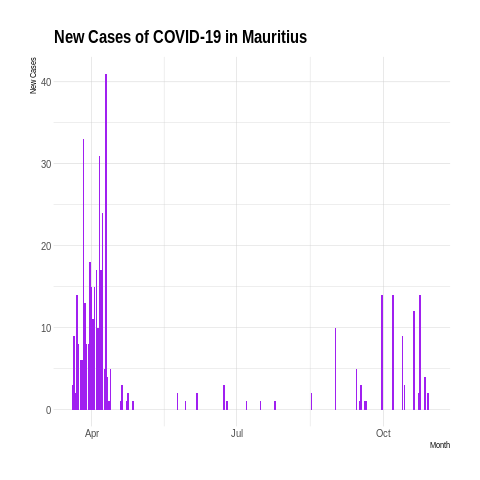 New Cases of COVID-19 in Mauritius
New Cases
40
30
20
10
0
Apr
Jul
Oct
Month